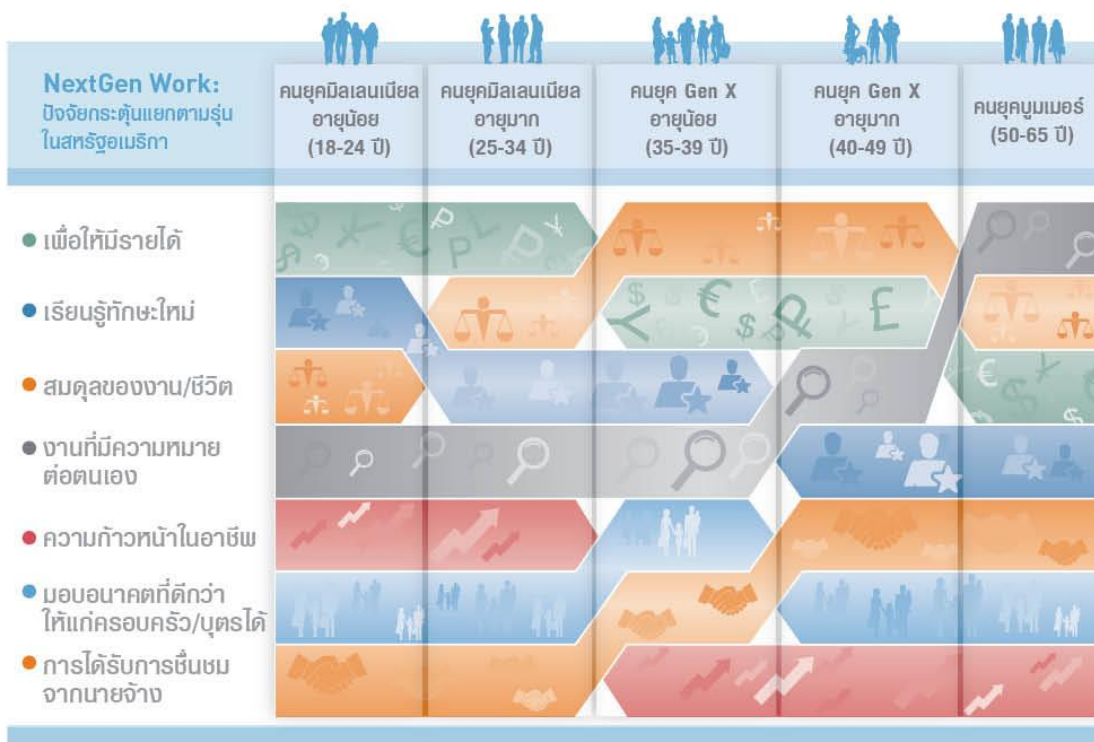 NextGen Work:
ปัจจัยกระตุ้นแยกตามรุ่น
ในสหรัฐอเมริกา
คนยุคมิลเลนเนียล
อายุน้อย
(18-24 ปี)
คนยุคมิลเลนเนียล
อายุมาก
(25-34 ปี)
คนยุค Gen X
อายุน้อย
(35-39 ปี)
คนยุค Gen X
อายุมาก
(40-49 ปี)
คนยุคบูมเมอร์
(50-65 ปี)
เพื่อให้มีรายได้
เรียนรู้ทักษะใหม่
สมดุลของงาน/ชีวิต
งานที่มีความหมาย
ต่อตนเอง
ความก้าวหน้าในอาชีพ
มอบอนาคตที่ดีกว่า
ให้แก่ครอบครัว/บุตรได้
การได้รับการชื่นชม
จากนายจ้าง